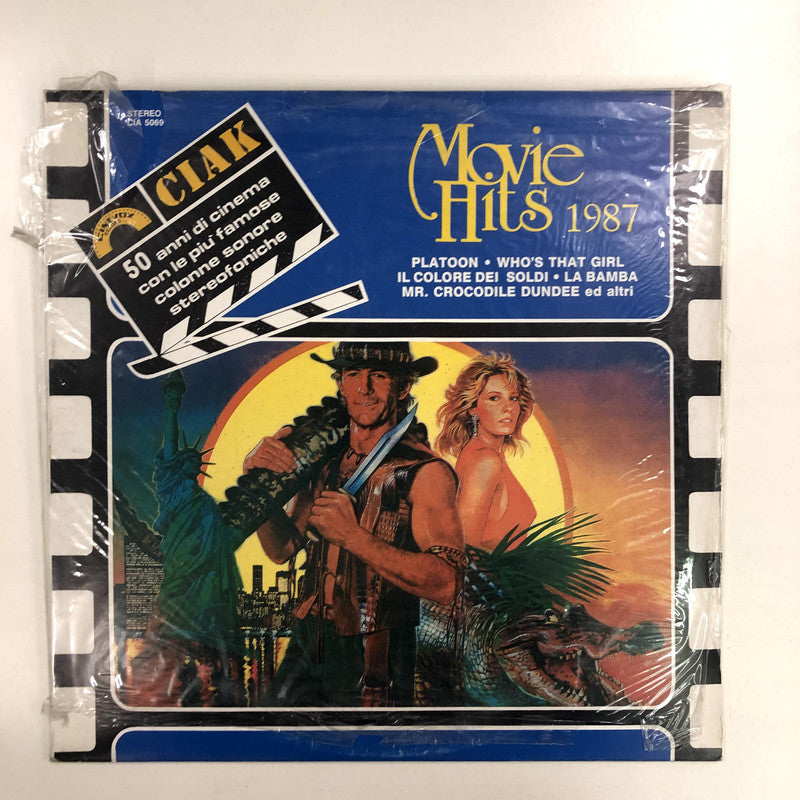 STEREO
CIA 5069
CINEVOX
CIAK
50 anni di cinema
con le più famose
colonne sonore
stereofoniche
Movie
Hits 1987
PLATOON • WHO'S THAT GIRL
IL COLORE DEI SOLDI • LA BAMBA
MR. CROCODILE DUNDEE ed altri